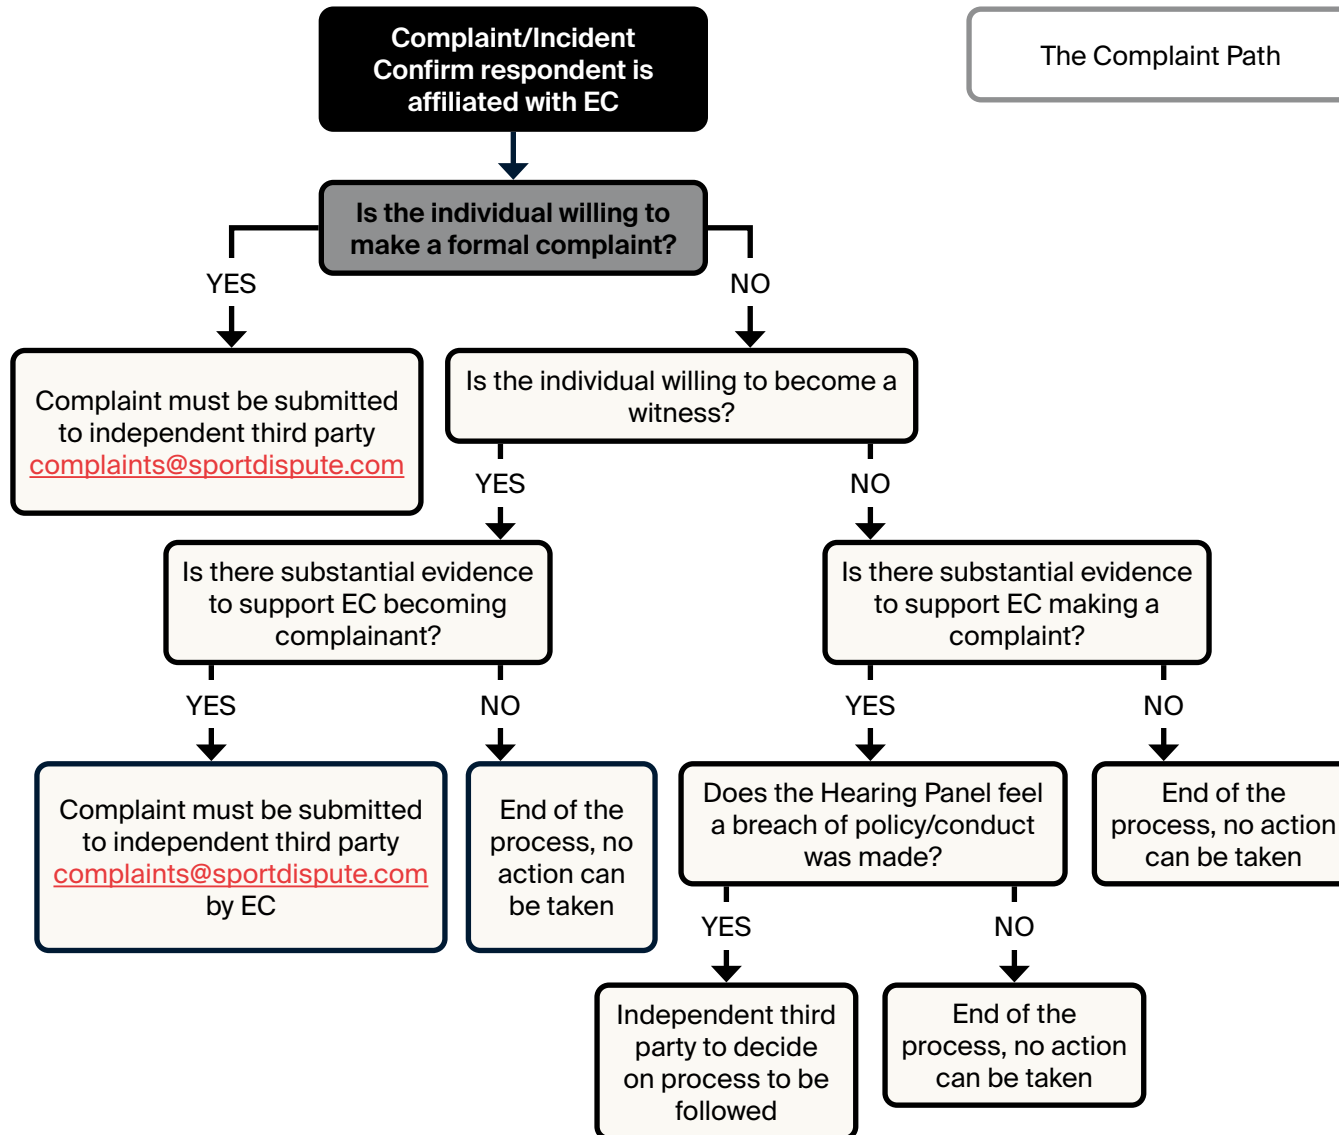 Complaint/Incident
Confirm respondent is
affiliated with EC
The Complaint Path
Is the individual willing to
make a formal complaint?
YES
NO
Complaint must be submitted
to independent third party
complaints@sportdispute.com
Is the individual willing to become a
witness?
YES
NO
Is there substantial evidence
to support EC becoming
complainant?
Is there substantial evidence
to support EC making a
complaint?
YES
NO
YES
NO
Complaint must be submitted
to independent third party
complaints@sportdispute.com
by EC
End of the
process, no
action can
be taken
Does the Hearing Panel feel
a breach of policy/conduct
was made?
End of the
process, no action
can be taken
YES
NO
Independent third
party to decide
on process to be
followed
End of the
process, no action
can be taken